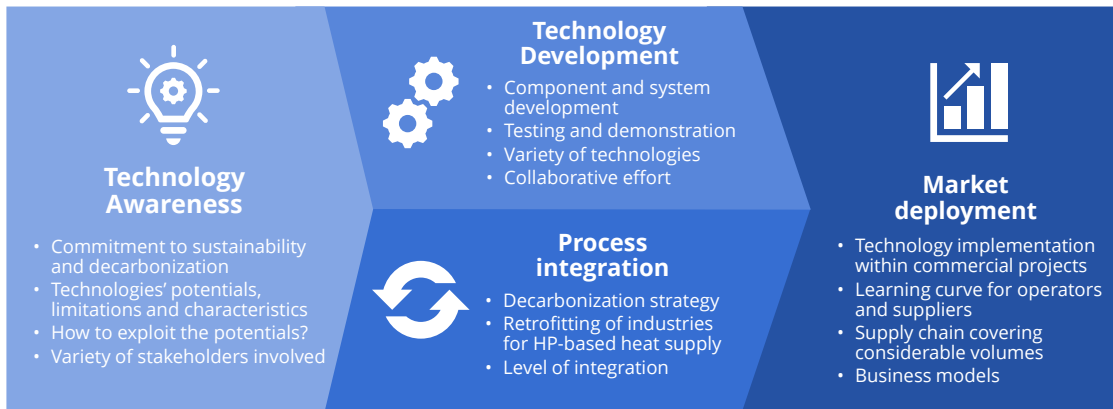 Technology
Awareness
• Commitment to sustainability
and decarbonization
• Technologies’ potentials,
limitations and characteristics
• How to exploit the potentials?
• Variety of stakeholders involved
Technology
Development
• Component and system
development
• Testing and demonstration
• Variety of technologies
• Collaborative effort
Process
integration
• Decarbonization strategy
• Retrofitting of industries
for HP-based heat supply
• Level of integration
Market
deployment
• Technology implementation
within commercial projects
• Learning curve for operators
and suppliers
• Supply chain covering
considerable volumes
• Business models